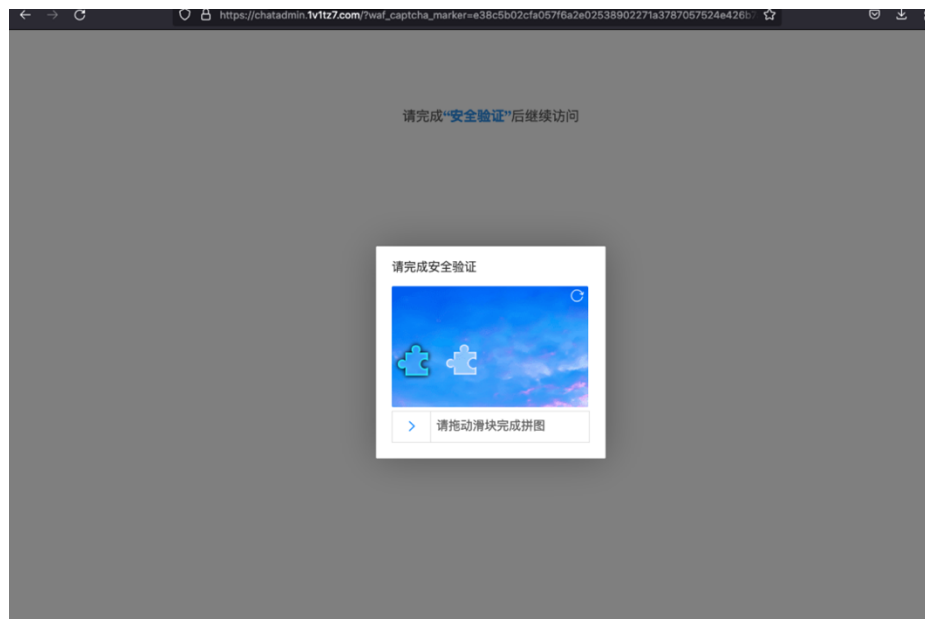 https://chatadmin.1v1tz7.com/?waf_captcha_marker=e38c5b02cfa057f6a2e02538902271a3787057524e426b7
请完成“安全验证”后继续访问
请完成安全验证
请拖动滑块完成拼图